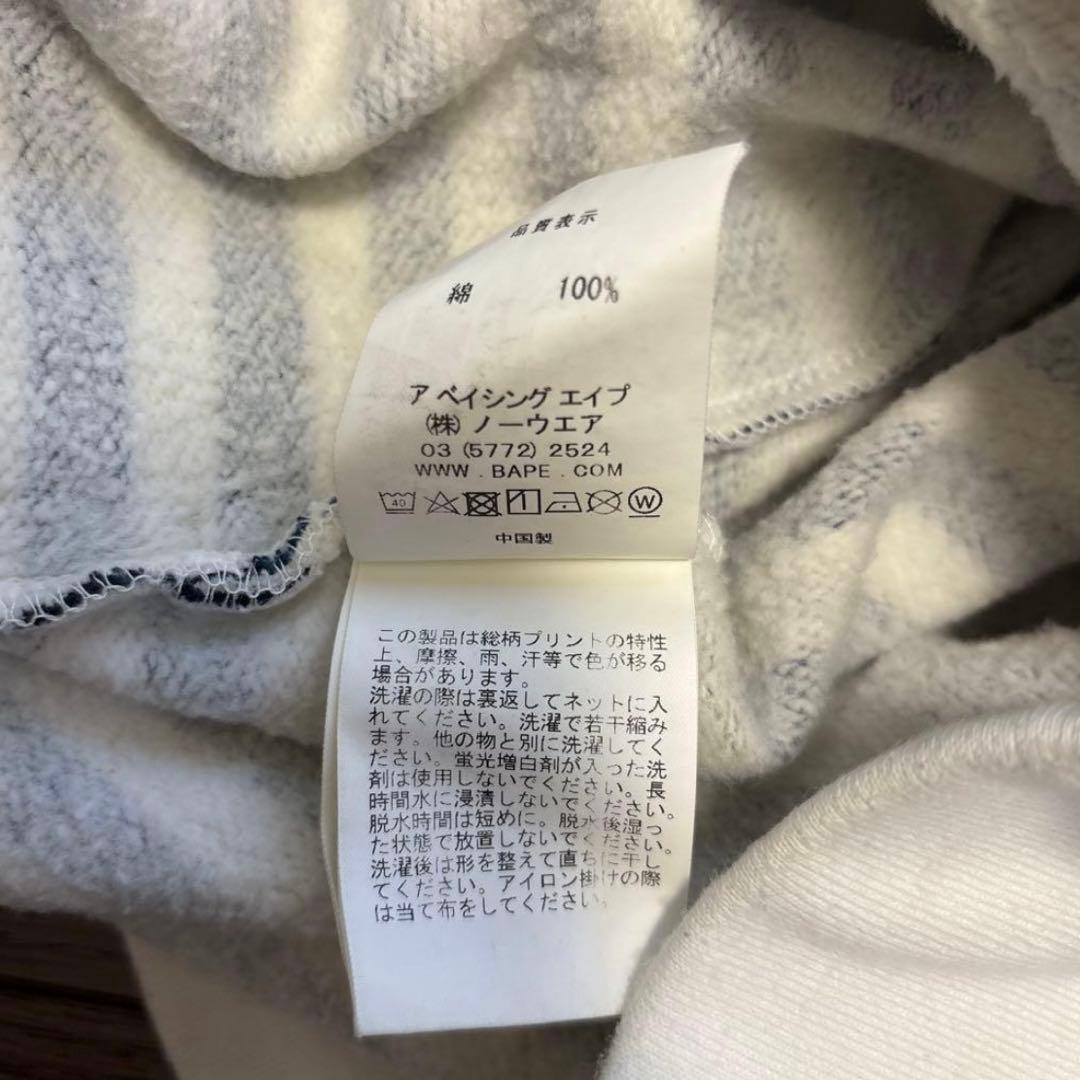 品質表示
綿 100%
ア ベイシング エイプ
(株) ノーウエア
03 (5772) 2524
WWW . BAPE . COM
40
W
中国製
この製品は総柄プリントの特性
上、摩擦、雨、汗等で色が移る
場合があります。
洗濯の際は裏返してネットに入
れてください。洗濯で若干縮み
ます。他の物と別に洗濯してく
ださい。蛍光増白剤が入った洗
剤は使用しないでください。長
時間水に浸漬しないでください。
脱水時間は短めに。脱水後湿っ
た状態で放置しないでください。
洗濯後は形を整えて直ちに干し
てください。アイロン掛けの際
は当て布をしてください。